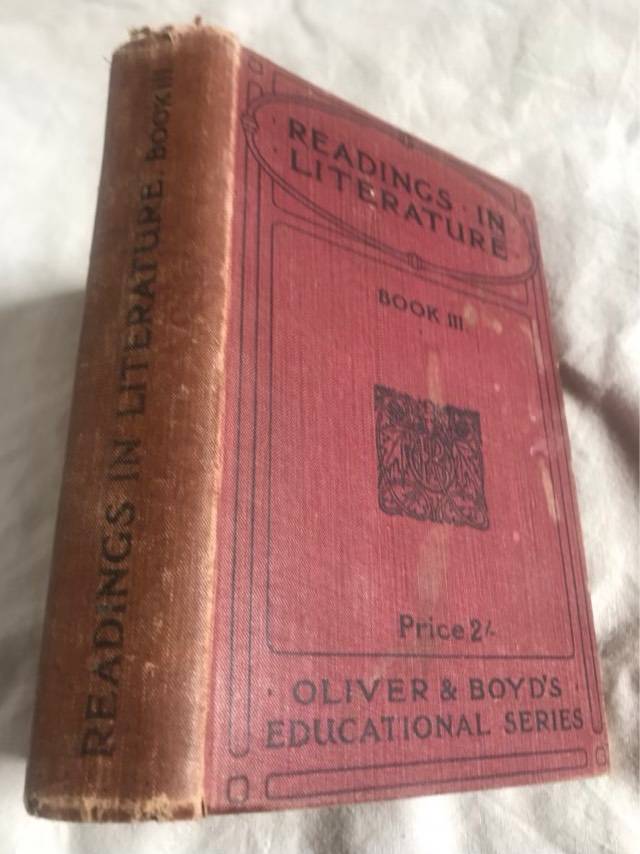 READINGS IN LITERATURE. BOOK III
READINGS · IN
LITERATURE ·
BOOK III
Price 2/-
· OLIVER & BOYD'S ·
EDUCATIONAL SERIES